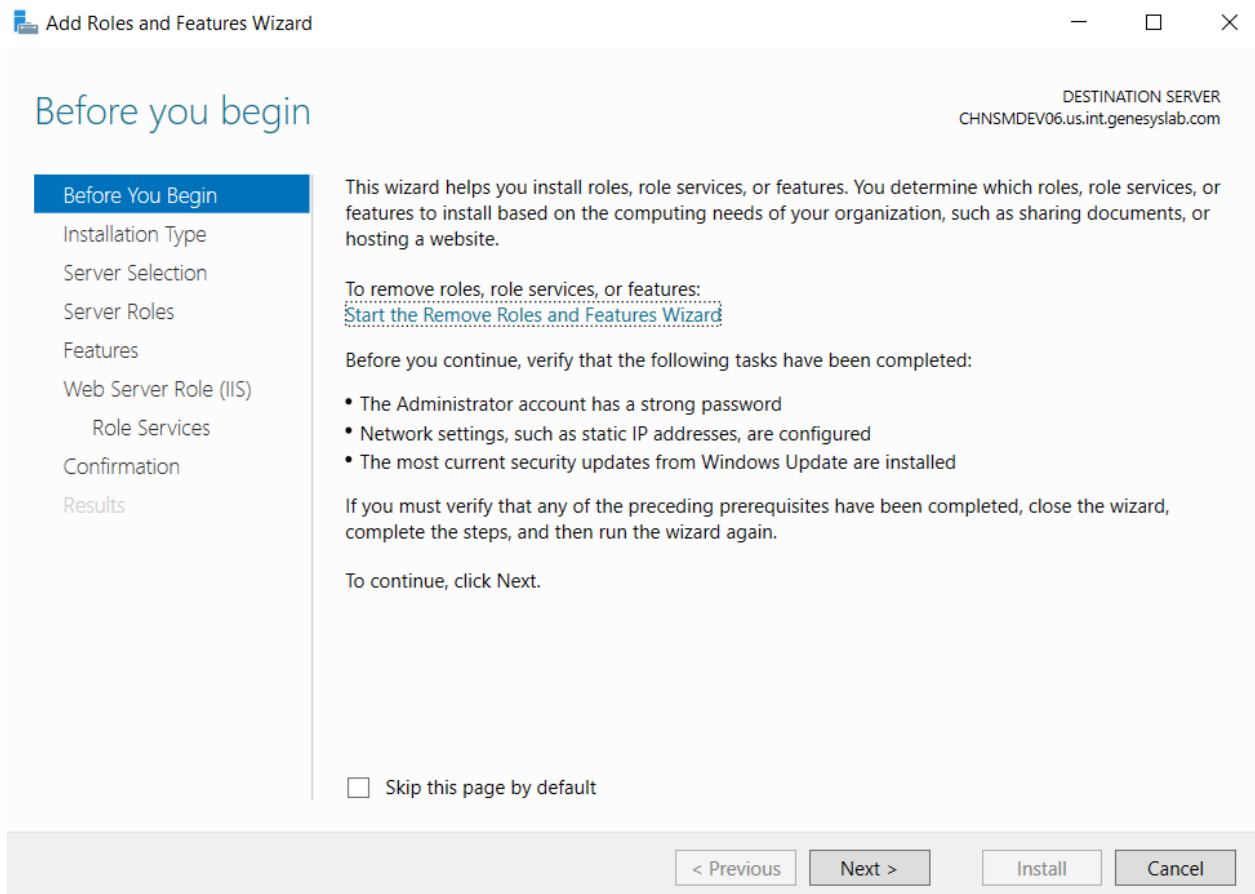 Add Roles and Features Wizard
Before you begin
DESTINATION SERVER
CHNSMDEV06.us.int.genesyslab.com
Before You Begin
Installation Type
Server Selection
Server Roles
Features
Web Server Role (IIS)
Role Services
Confirmation
Results
This wizard helps you install roles, role services, or features. You determine which roles, role services, or
features to install based on the computing needs of your organization, such as sharing documents, or
hosting a website.
To remove roles, role services, or features:
Start the Remove Roles and Features Wizard
Before you continue, verify that the following tasks have been completed:
• The Administrator account has a strong password
• Network settings, such as static IP addresses, are configured
• The most current security updates from Windows Update are installed
If you must verify that any of the preceding prerequisites have been completed, close the wizard,
complete the steps, and then run the wizard again.
To continue, click Next.
Skip this page by default
< Previous
Next >
Install
Cancel